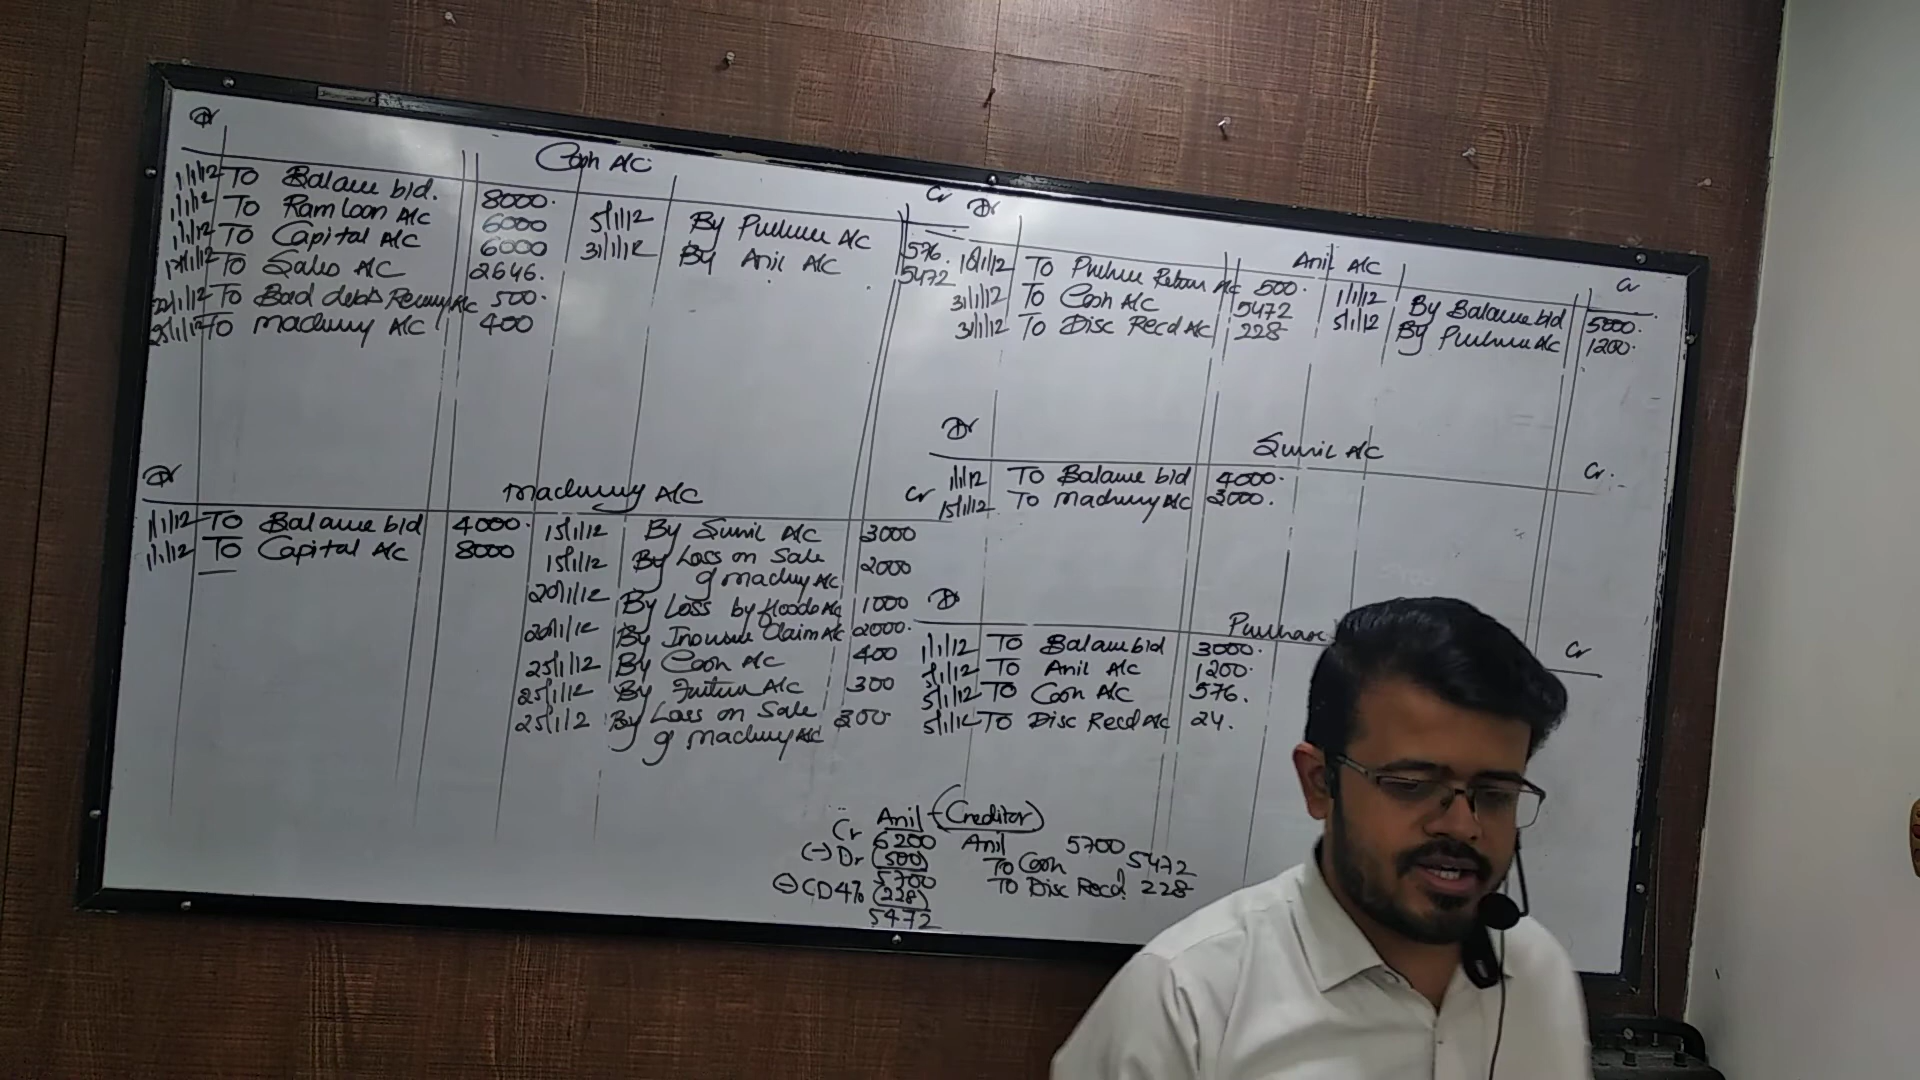 Dr Cash A/c Cr
1/1/12 To Balance b/d. 8000.
1/1/12 To Ram Loan A/c 6000 5/1/12 By Purchase A/c 576.
1/1/12 To Capital A/c 6000 31/1/12 By Anil A/c 5472
To Sales A/c 2646.
To Bad debts Recovery A/c 500.
25/1/12 To Machinery A/c 400
Dr Anil A/c Cr
To Purchase Return A/c 500. 1/1/12 By Balance b/d 5000.
31/1/12 To Cash A/c 5472 5/1/12 By Purchase A/c 1200.
31/1/12 To Disc Recd A/c 228
Dr Sunil A/c Cr.
1/1/12 To Balance b/d 4000.
15/1/12 To Machinery A/c 3000.
Dr Machinery A/c Cr
1/1/12 To Balance b/d 4000. 15/1/12 By Sunil A/c 3000
1/1/12 To Capital A/c 8000 15/1/12 By Loss on Sale
of Machinery A/c 2000
20/1/12 By Loss by floods A/c 1000
20/1/12 By Insurance Claim A/c 2000.
25/1/12 By Cash A/c 400
25/1/12 By Furniture A/c 300
25/1/12 By Loss on Sale 300.
of Machinery A/c
Dr Purchase Cr
1/1/12 To Balance b/d 3000.
5/1/12 To Anil A/c 1200.
5/1/12 To Cash A/c 576.
5/1/12 To Disc Recd A/c 24.
Anil (Creditor)
Cr 6200 Anil 5700
(-) Dr (500) To Cash 5472
5700 To Disc Recd. 228
(-) CD 4% (228)
5472